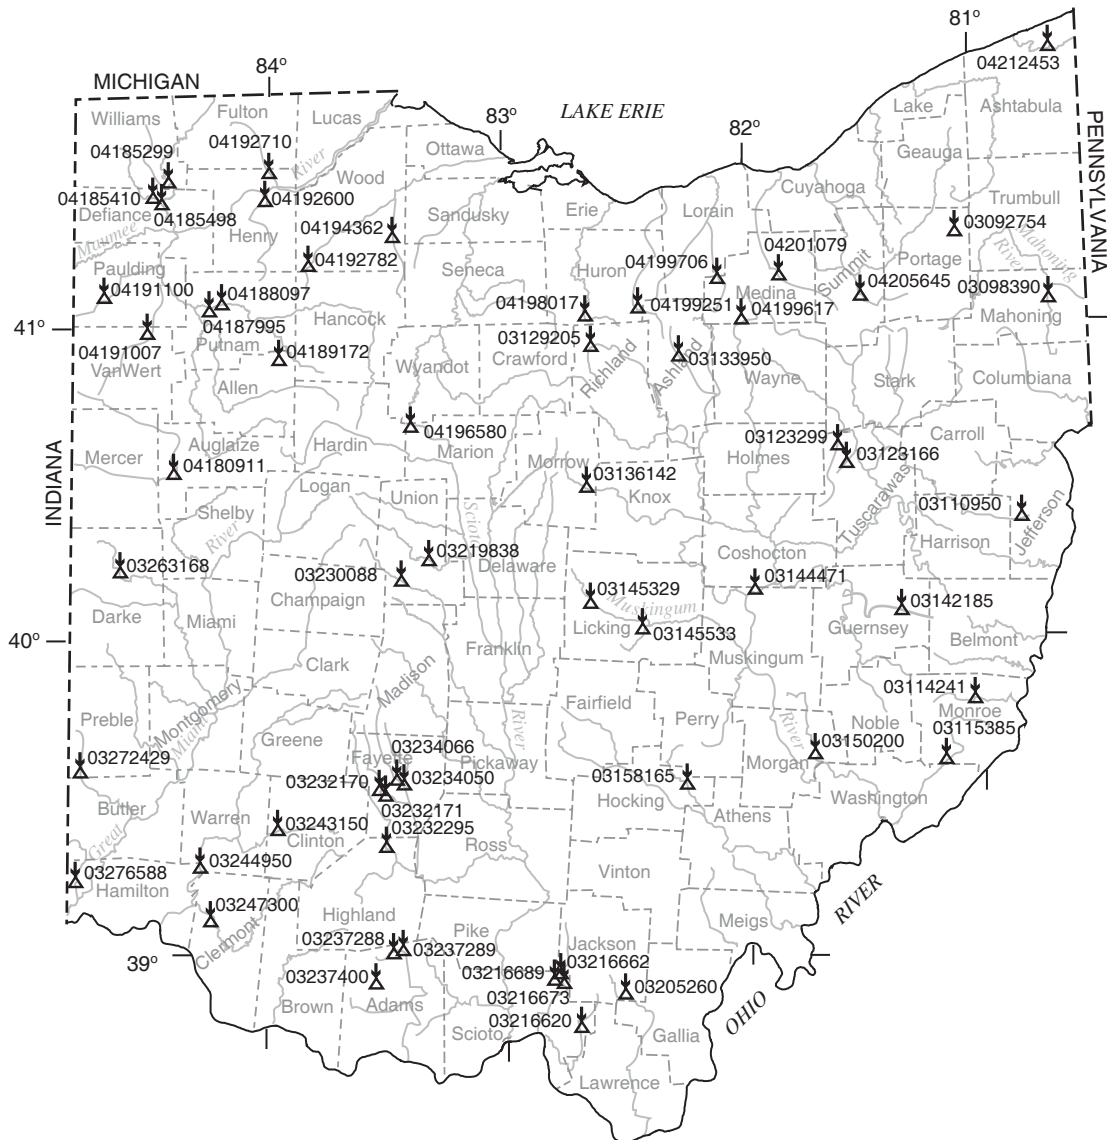 81°
04212453
MICHIGAN
84°
Fulton
Williams
Lucas
LAKE ERIE
83°
82°
Lake
Ashtabula
PENNSYLVANIA
04192710
River
Ottawa
Geauga
04185299
Wood
Cuyahoga
04185410
04192600
Trumbull
Defiance
04185498
Sandusky
Erie
Lorain
Maumee
Henry
04194362
03092754
04201079
Mahoning
River
Paulding
04192782
Seneca
Huron
04199706
Summit
Portage
04191100
04188097
04198017
04199251
Medina
04205645
03098390
41°
04187995
Hancock
04199617
Mahoning
04191007
Putnam
04189172
03129205
Crawford
Richland
Ashland
03133950
VanWert
Wyandot
Wayne
Stark
Columbiana
Allen
04196580
03123299
Carroll
INDIANA
Mercer
Auglaize
Hardin
Marion
04180911
Morrow
03136142
Holmes
03123166
Logan
Union
Knox
Tuscarawas
03110950
Jefferson
Shelby
River
Scioto
Harrison
03263168
03219838
Coshocton
03230088
Delaware
03144471
Champaign
03145329
Muskingum
03142185
Darke
Miami
Licking
03145533
Guernsey
Belmont
40°
Clark
Franklin
Muskingum
Madison
03114241
Preble
Montgomery
Fairfield
Perry
River
Noble
Monroe
Miami
Greene
River
03115385
03234066
03272429
Fayette
Pickaway
03150200
03232170
03234050
03158165
Morgan
Butler
03232171
Hocking
Washington
Warren
03243150
03232295
Athens
Great
Clinton
Ross
03244950
Vinton
03276588
Hamilton
RIVER
03247300
Highland
Pike
Meigs
Clermont
03237288
03237289
Jackson
39°
03216662
03237400
03216689
03205260
03216673
OHIO
Brown
Adams
03216620
Scioto
Gallia
Lawrence